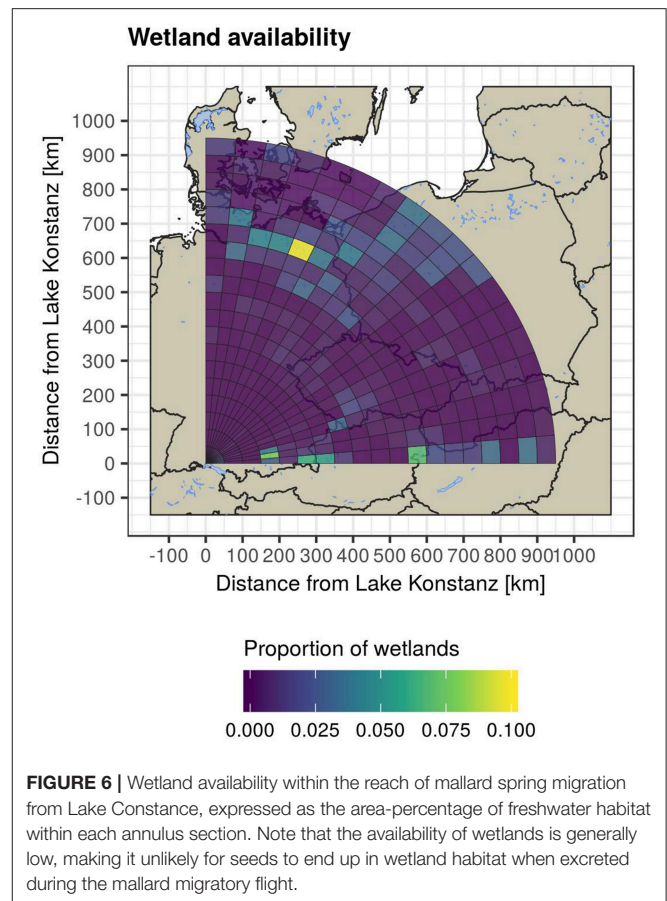 Wetland availability
Distance from Lake Konstanz [km]
1000
900
800
700
600
500
400
300
200
100
0
-100
-100 0 100 200 300 400 500 600 700 800 900 1000
Distance from Lake Konstanz [km]
Proportion of wetlands
0.000 0.025 0.050 0.075 0.100
FIGURE 6 | Wetland availability within the reach of mallard spring migration
from Lake Constance, expressed as the area-percentage of freshwater habitat
within each annulus section. Note that the availability of wetlands is generally
low, making it unlikely for seeds to end up in wetland habitat when excreted
during the mallard migratory flight.